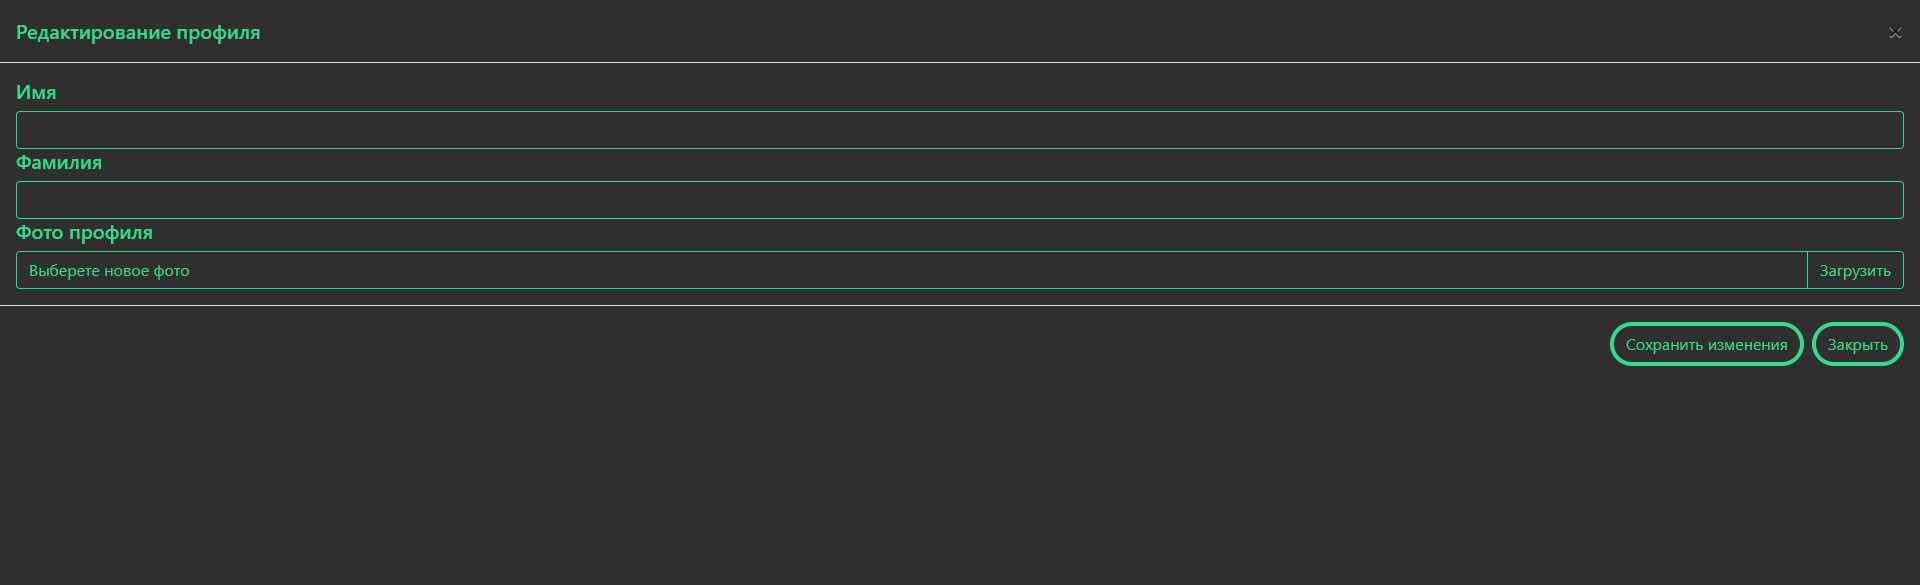 Редактирование профиля ×
Имя
Фамилия
Фото профиля
Выберете новое фото Загрузить
Сохранить изменения Закрыть